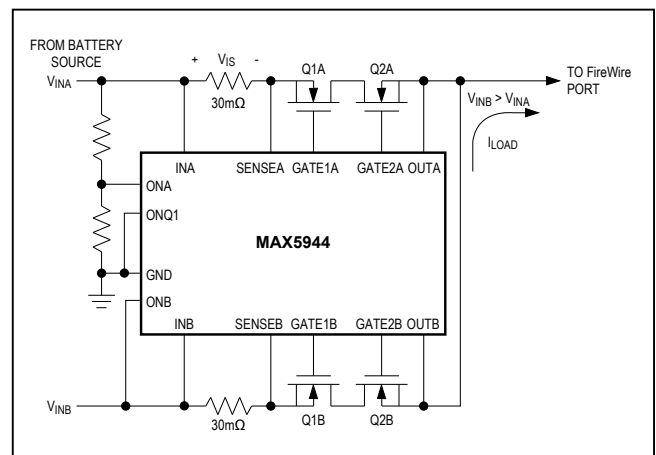 FROM BATTERY
SOURCE
VINA
+ VIS -
30mΩ
Q1A
Q2A
TO FireWire
PORT
VINB > VINA
ILOAD
INA
SENSEA
GATE1A
GATE2A
OUTA
ONA
ONQ1
MAX5944
GND
ONB
INB
SENSEB
GATE1B
GATE2B
OUTB
VINB
30mΩ
Q1B
Q2B